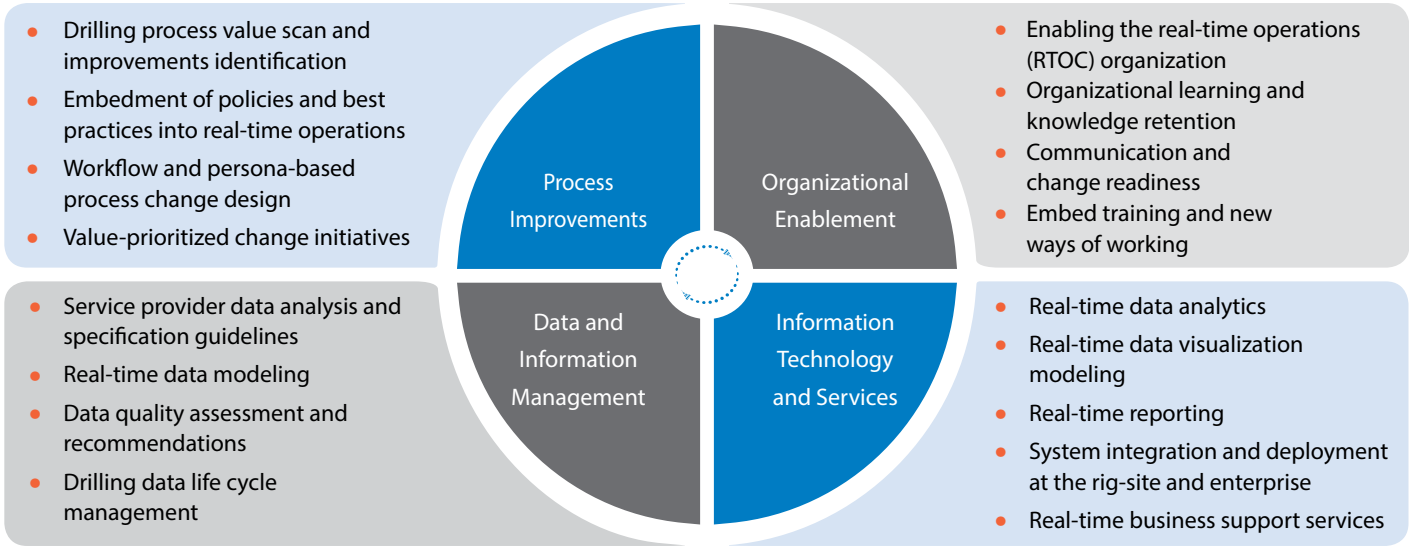 Drilling process value scan and
improvements identification
Embedment of policies and best
practices into real-time operations
Workflow and persona-based
process change design
Value-prioritized change initiatives
Process
Improvements
Organizational
Enablement
Enabling the real-time operations
(RTOC) organization
Organizational learning and
knowledge retention
Communication and
change readiness
Embed training and new
ways of working
Service provider data analysis and
specification guidelines
Real-time data modeling
Data quality assessment and
recommendations
Drilling data life cycle
management
Data and
Information
Management
Information
Technology
and Services
Real-time data analytics
Real-time data visualization
modeling
Real-time reporting
System integration and deployment
at the rig-site and enterprise
Real-time business support services